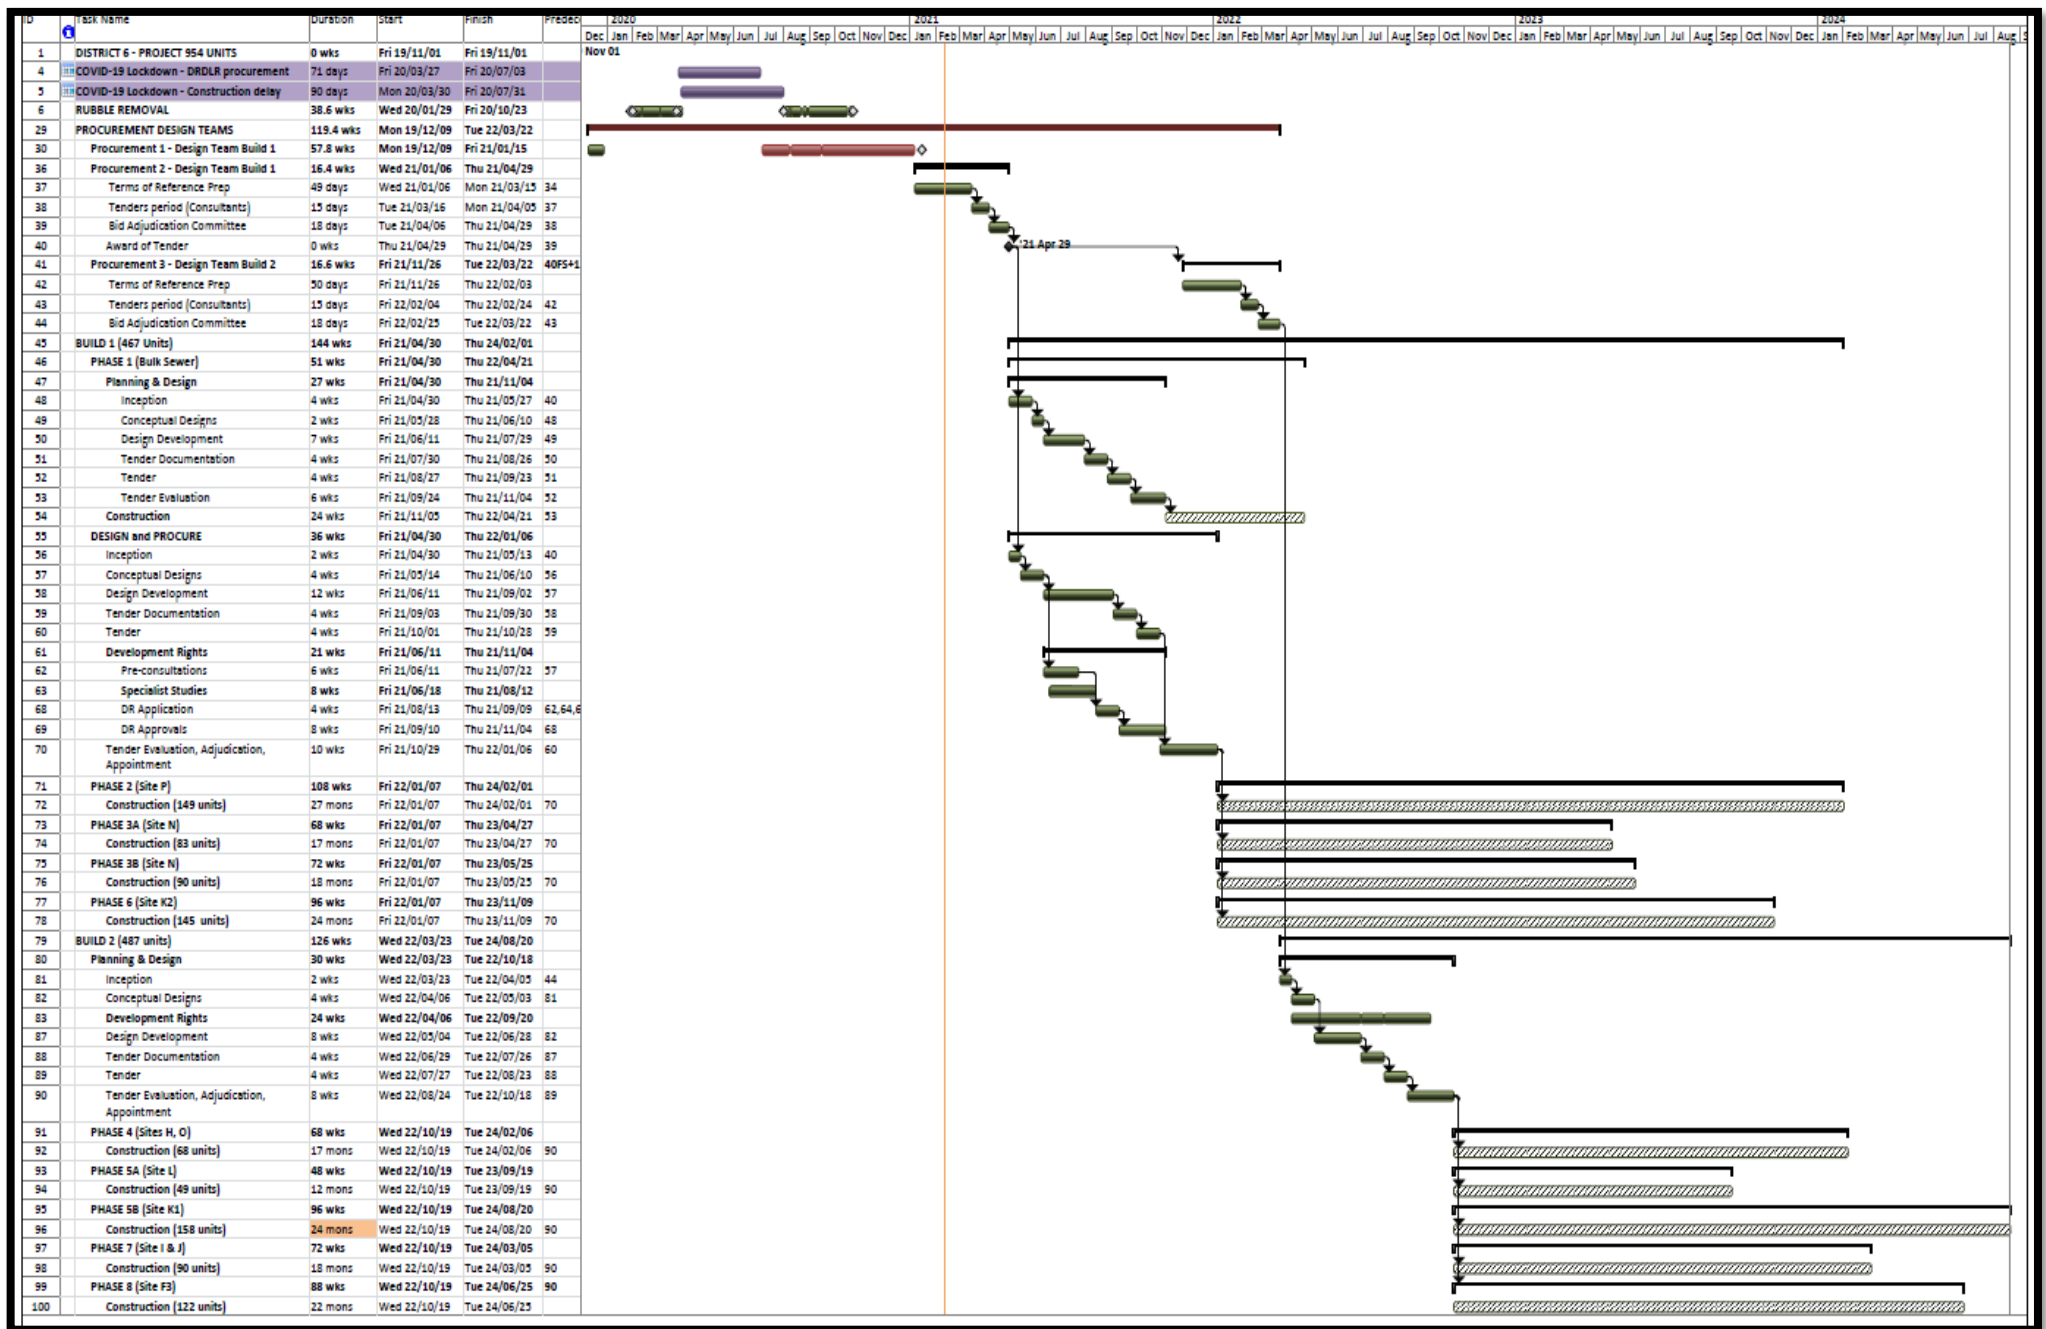 ID Task Name Duration Start Finish Predec 2020 2021 2022 2023 2024
Dec Jan Feb Mar Apr May Jun Jul Aug Sep Oct Nov Dec Jan Feb Mar Apr May Jun Jul Aug Sep Oct Nov Dec Jan Feb Mar Apr May Jun Jul Aug Sep Oct Nov Dec Jan Feb Mar Apr May Jun Jul Aug Sep Oct Nov Dec Jan Feb Mar Apr May Jun Jul Aug S
1 DISTRICT 6 - PROJECT 954 UNITS 0 wks Fri 19/11/01 Fri 19/11/01 Nov 01
4 COVID-19 Lockdown - DRDLR procurement 71 days Fri 20/03/27 Fri 20/07/03
5 COVID-19 Lockdown - Construction delay 90 days Mon 20/03/30 Fri 20/07/31
6 RUBBLE REMOVAL 38.6 wks Wed 20/01/29 Fri 20/10/23
29 PROCUREMENT DESIGN TEAMS 119.4 wks Mon 19/12/09 Tue 22/03/22
30 Procurement 1 - Design Team Build 1 57.8 wks Mon 19/12/09 Fri 21/01/15
36 Procurement 2 - Design Team Build 1 16.4 wks Wed 21/01/06 Thu 21/04/29
37 Terms of Reference Prep 49 days Wed 21/01/06 Mon 21/03/15 34
38 Tenders period (Consultants) 15 days Tue 21/03/16 Mon 21/04/05 37
39 Bid Adjudication Committee 18 days Tue 21/04/06 Thu 21/04/29 38
40 Award of Tender 0 wks Thu 21/04/29 Thu 21/04/29 39 '21 Apr 29
41 Procurement 3 - Design Team Build 2 16.6 wks Fri 21/11/26 Tue 22/03/22 40FS+1
42 Terms of Reference Prep 50 days Fri 21/11/26 Thu 22/02/03
43 Tenders period (Consultants) 15 days Fri 22/02/04 Thu 22/02/24 42
44 Bid Adjudication Committee 18 days Fri 22/02/25 Tue 22/03/22 43
45 BUILD 1 (467 Units) 144 wks Fri 21/04/30 Thu 24/02/01
46 PHASE 1 (Bulk Sewer) 51 wks Fri 21/04/30 Thu 22/04/21
47 Planning & Design 27 wks Fri 21/04/30 Thu 21/11/04
48 Inception 4 wks Fri 21/04/30 Thu 21/05/27 40
49 Conceptual Designs 2 wks Fri 21/05/28 Thu 21/06/10 48
50 Design Development 7 wks Fri 21/06/11 Thu 21/07/29 49
51 Tender Documentation 4 wks Fri 21/07/30 Thu 21/08/26 50
52 Tender 4 wks Fri 21/08/27 Thu 21/09/23 51
53 Tender Evaluation 6 wks Fri 21/09/24 Thu 21/11/04 52
54 Construction 24 wks Fri 21/11/05 Thu 22/04/21 53
55 DESIGN and PROCURE 36 wks Fri 21/04/30 Thu 22/01/06
56 Inception 2 wks Fri 21/04/30 Thu 21/05/13 40
57 Conceptual Designs 4 wks Fri 21/05/14 Thu 21/06/10 56
58 Design Development 12 wks Fri 21/06/11 Thu 21/09/02 57
59 Tender Documentation 4 wks Fri 21/09/03 Thu 21/09/30 58
60 Tender 4 wks Fri 21/10/01 Thu 21/10/28 59
61 Development Rights 21 wks Fri 21/06/11 Thu 21/11/04
62 Pre-consultations 6 wks Fri 21/06/11 Thu 21/07/22 57
63 Specialist Studies 8 wks Fri 21/06/18 Thu 21/08/12
68 DR Application 4 wks Fri 21/08/13 Thu 21/09/09 62,64,6
69 DR Approvals 8 wks Fri 21/09/10 Thu 21/11/04 68
70 Tender Evaluation, Adjudication, 10 wks Fri 21/10/29 Thu 22/01/06 60
Appointment
71 PHASE 2 (Site P) 108 wks Fri 22/01/07 Thu 24/02/01
72 Construction (149 units) 27 mons Fri 22/01/07 Thu 24/02/01 70
73 PHASE 3A (Site N) 68 wks Fri 22/01/07 Thu 23/04/27
74 Construction (83 units) 17 mons Fri 22/01/07 Thu 23/04/27 70
75 PHASE 3B (Site N) 72 wks Fri 22/01/07 Thu 23/05/25
76 Construction (90 units) 18 mons Fri 22/01/07 Thu 23/05/25 70
77 PHASE 6 (Site K2) 96 wks Fri 22/01/07 Thu 23/11/09
78 Construction (145 units) 24 mons Fri 22/01/07 Thu 23/11/09 70
79 BUILD 2 (487 units) 126 wks Wed 22/03/23 Tue 24/08/20
80 Planning & Design 30 wks Wed 22/03/23 Tue 22/10/18
81 Inception 2 wks Wed 22/03/23 Tue 22/04/05 44
82 Conceptual Designs 4 wks Wed 22/04/06 Tue 22/05/03 81
83 Development Rights 24 wks Wed 22/04/06 Tue 22/09/20
87 Design Development 8 wks Wed 22/05/04 Tue 22/06/28 82
88 Tender Documentation 4 wks Wed 22/06/29 Tue 22/07/26 87
89 Tender 4 wks Wed 22/07/27 Tue 22/08/23 88
90 Tender Evaluation, Adjudication, 8 wks Wed 22/08/24 Tue 22/10/18 89
Appointment
91 PHASE 4 (Sites H, O) 68 wks Wed 22/10/19 Tue 24/02/06
92 Construction (68 units) 17 mons Wed 22/10/19 Tue 24/02/06 90
93 PHASE 5A (Site L) 48 wks Wed 22/10/19 Tue 23/09/19
94 Construction (49 units) 12 mons Wed 22/10/19 Tue 23/09/19 90
95 PHASE 5B (Site K1) 96 wks Wed 22/10/19 Tue 24/08/20
96 Construction (158 units) 24 mons Wed 22/10/19 Tue 24/08/20 90
97 PHASE 7 (Site I & J) 72 wks Wed 22/10/19 Tue 24/03/05
98 Construction (90 units) 18 mons Wed 22/10/19 Tue 24/03/05 90
99 PHASE 8 (Site F3) 88 wks Wed 22/10/19 Tue 24/06/25 90
100 Construction (122 units) 22 mons Wed 22/10/19 Tue 24/06/25